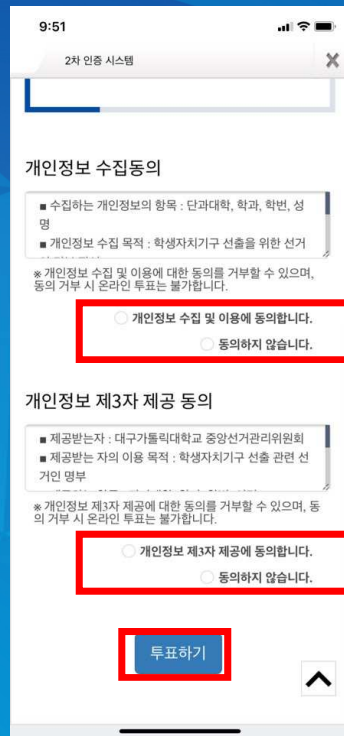 9:51
2차 인증 시스템
개인정보 수집동의
■ 수집하는 개인정보의 항목 : 단과대학, 학과, 학번, 성
명
■ 개인정보 수집 목적 : 학생자치기구 선출을 위한 선거
※ 개인정보 수집 및 이용에 대한 동의를 거부할 수 있으며,
동의 거부 시 온라인 투표는 불가합니다.
개인정보 수집 및 이용에 동의합니다.
동의하지 않습니다.
개인정보 제3자 제공 동의
■ 제공받는자 : 대구가톨릭대학교 중앙선거관리위원회
■ 제공받는 자의 이용 목적 : 학생자치기구 선출 관련 선
거인 명부
※ 개인정보 제3자 제공에 대한 동의를 거부할 수 있으며, 동
의 거부 시 온라인 투표는 불가합니다.
개인정보 제3자 제공에 동의합니다.
동의하지 않습니다.
투표하기